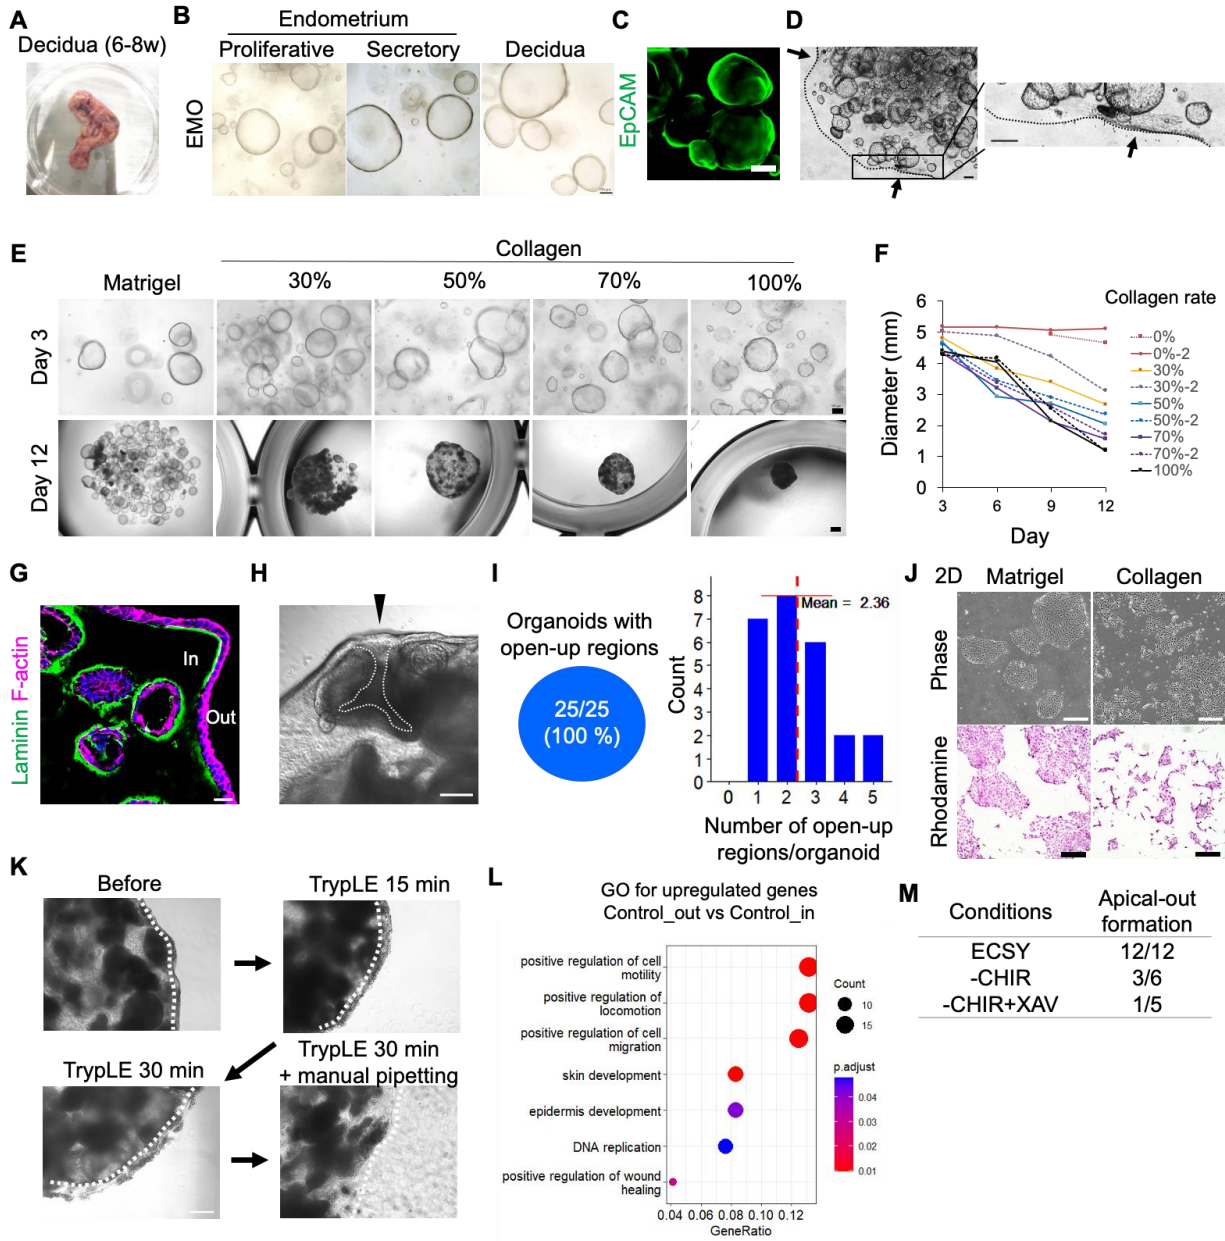 A
Decidua (6-8w)
B
Endometrium
Proliferative
Secretory
Decidua
EMO
C
EpCAM
D
E
Collagen
Matrigel
30%
50%
70%
100%
Day 3
Day 12
F
Collagen rate
Diameter (mm)
6
5
4
3
2
1
0
3
6
9
12
Day
0%
0%-2
30%
30%-2
50%
50%-2
70%
70%-2
100%
G
Laminin F-actin
In
Out
H
I
Organoids with
open-up regions
25/25
(100 %)
Count
8
7
6
5
4
3
2
1
0
Mean = 2.36
0
1
2
3
4
5
Number of open-up
regions/organoid
J
2D
Matrigel
Collagen
Phase
Rhodamine
K
Before
TrypLE 15 min
TrypLE 30 min
TrypLE 30 min
+ manual pipetting
L
GO for upregulated genes
Control_out vs Control_in
positive regulation of cell
motility
positive regulation of
locomotion
positive regulation of cell
migration
skin development
epidermis development
DNA replication
positive regulation of wound
healing
0.04
0.06
0.08
0.10
0.12
GeneRatio
Count
10
15
p.adjust
0.04
0.03
0.02
0.01
M
Conditions
Apical-out
formation
ECSY
12/12
-CHIR
3/6
-CHIR+XAV
1/5